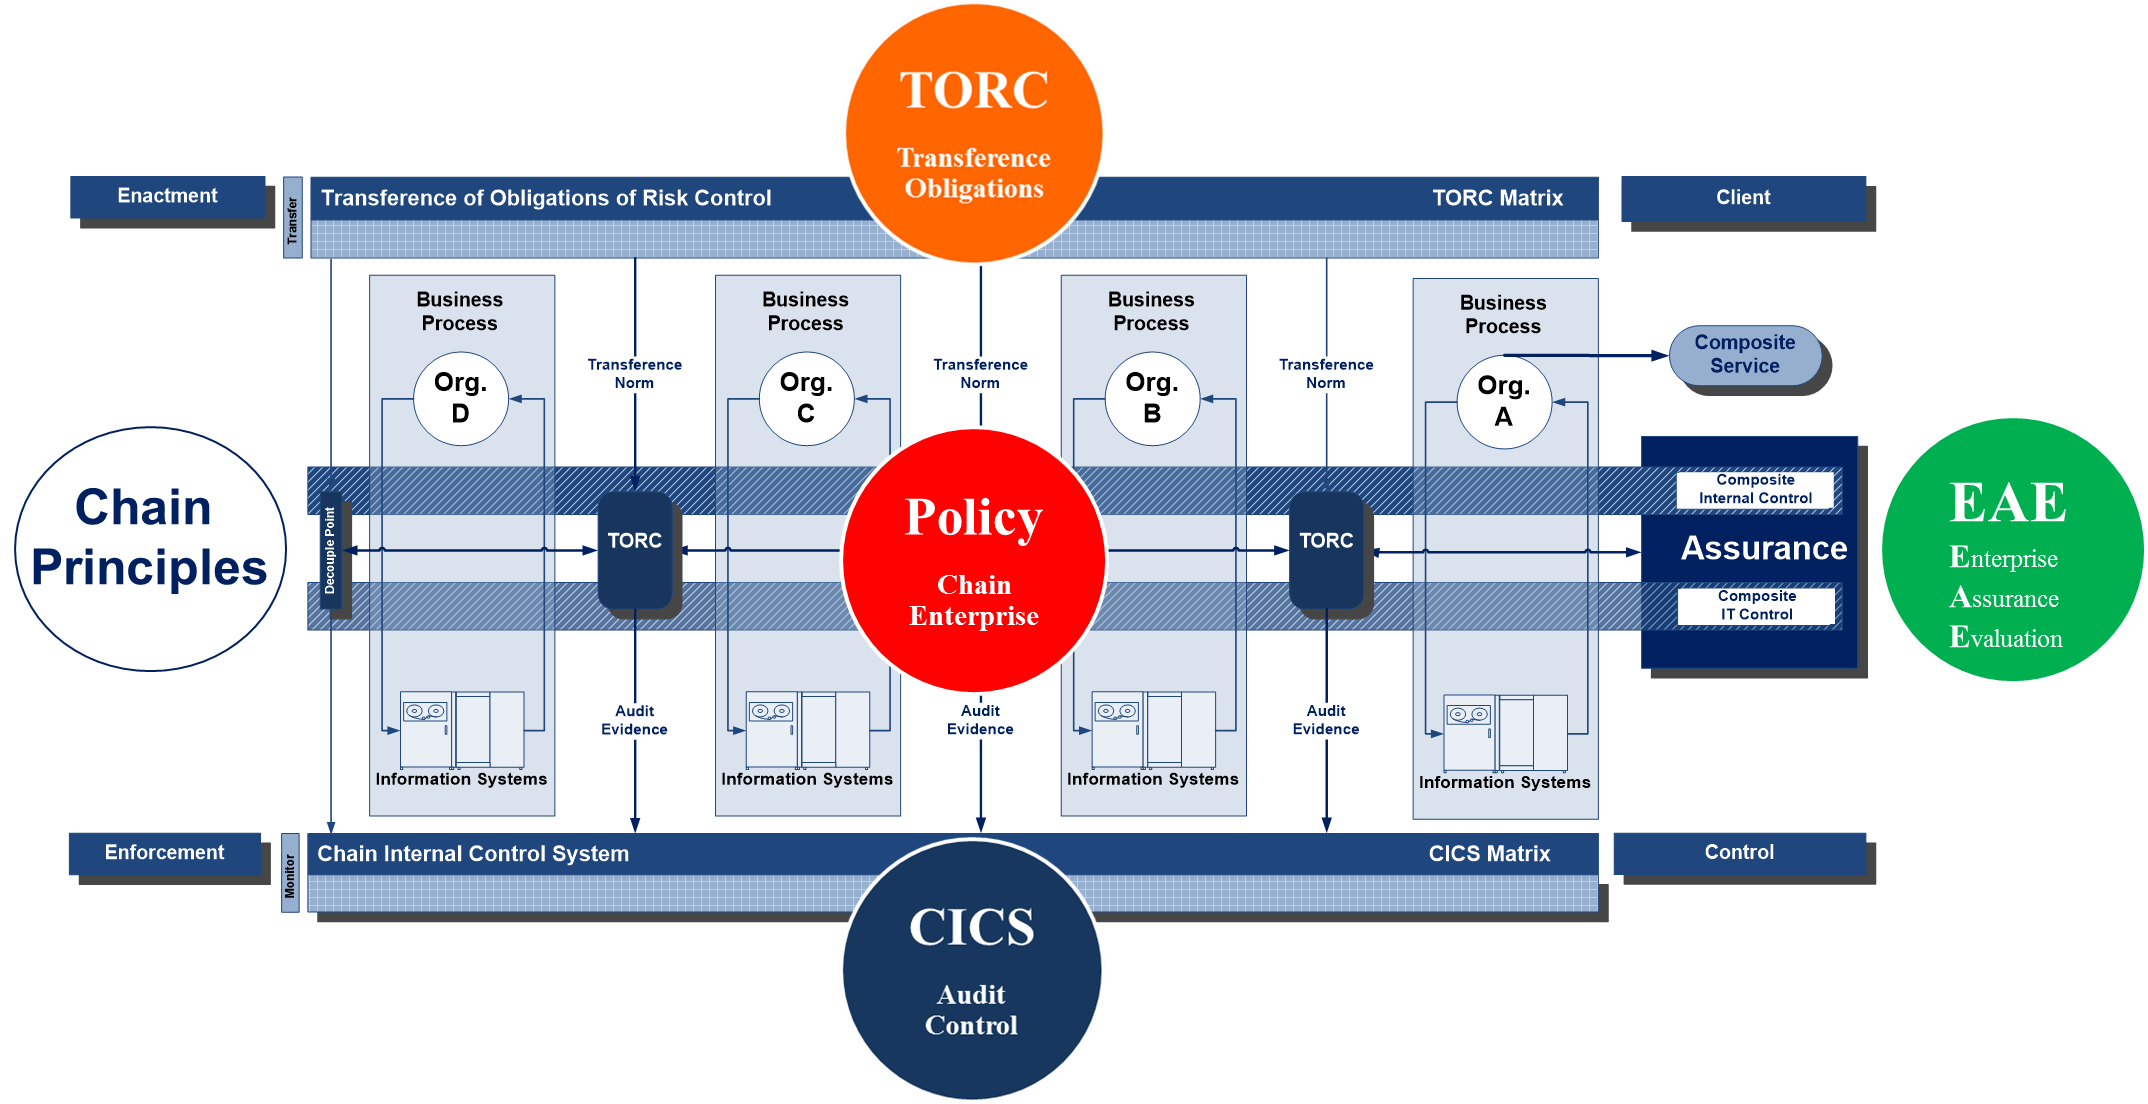 TORC
Transference
Obligations
Enactment
Transfer
Transference of Obligations of Risk Control
TORC Matrix
Client
Business
Process
Org.
D
Information Systems
Transference
Norm
Business
Process
Org.
C
Information Systems
Transference
Norm
Business
Process
Org.
B
Information Systems
Transference
Norm
Business
Process
Org.
A
Information Systems
Composite
Service
Chain
Principles
Decouple Point
TORC
Policy
Chain
Enterprise
TORC
Composite
Internal Control
Assurance
Composite
IT Control
EAE
Enterprise
Assurance
Evaluation
Audit
Evidence
Audit
Evidence
Audit
Evidence
Enforcement
Monitor
Chain Internal Control System
CICS Matrix
Control
CICS
Audit
Control